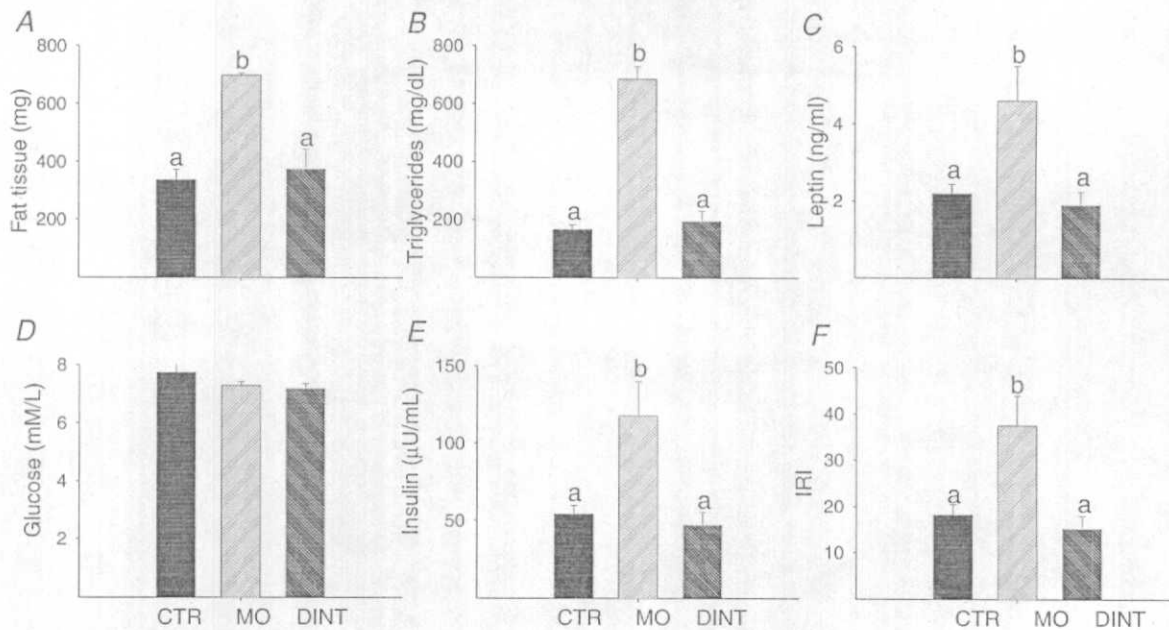 A
Fat tissue (mg)
800
600
400
200
a
b
a
B
Triglycerides (mg/dL)
800
600
400
200
a
b
a
C
Leptin (ng/ml)
6
4
2
a
b
a
D
Glucose (mM/L)
8
6
4
2
CTR MO DINT
E
Insulin (μU/mL)
150
100
50
a
b
a
CTR MO DINT
F
IRI
50
40
30
20
10
a
b
a
CTR MO DINT